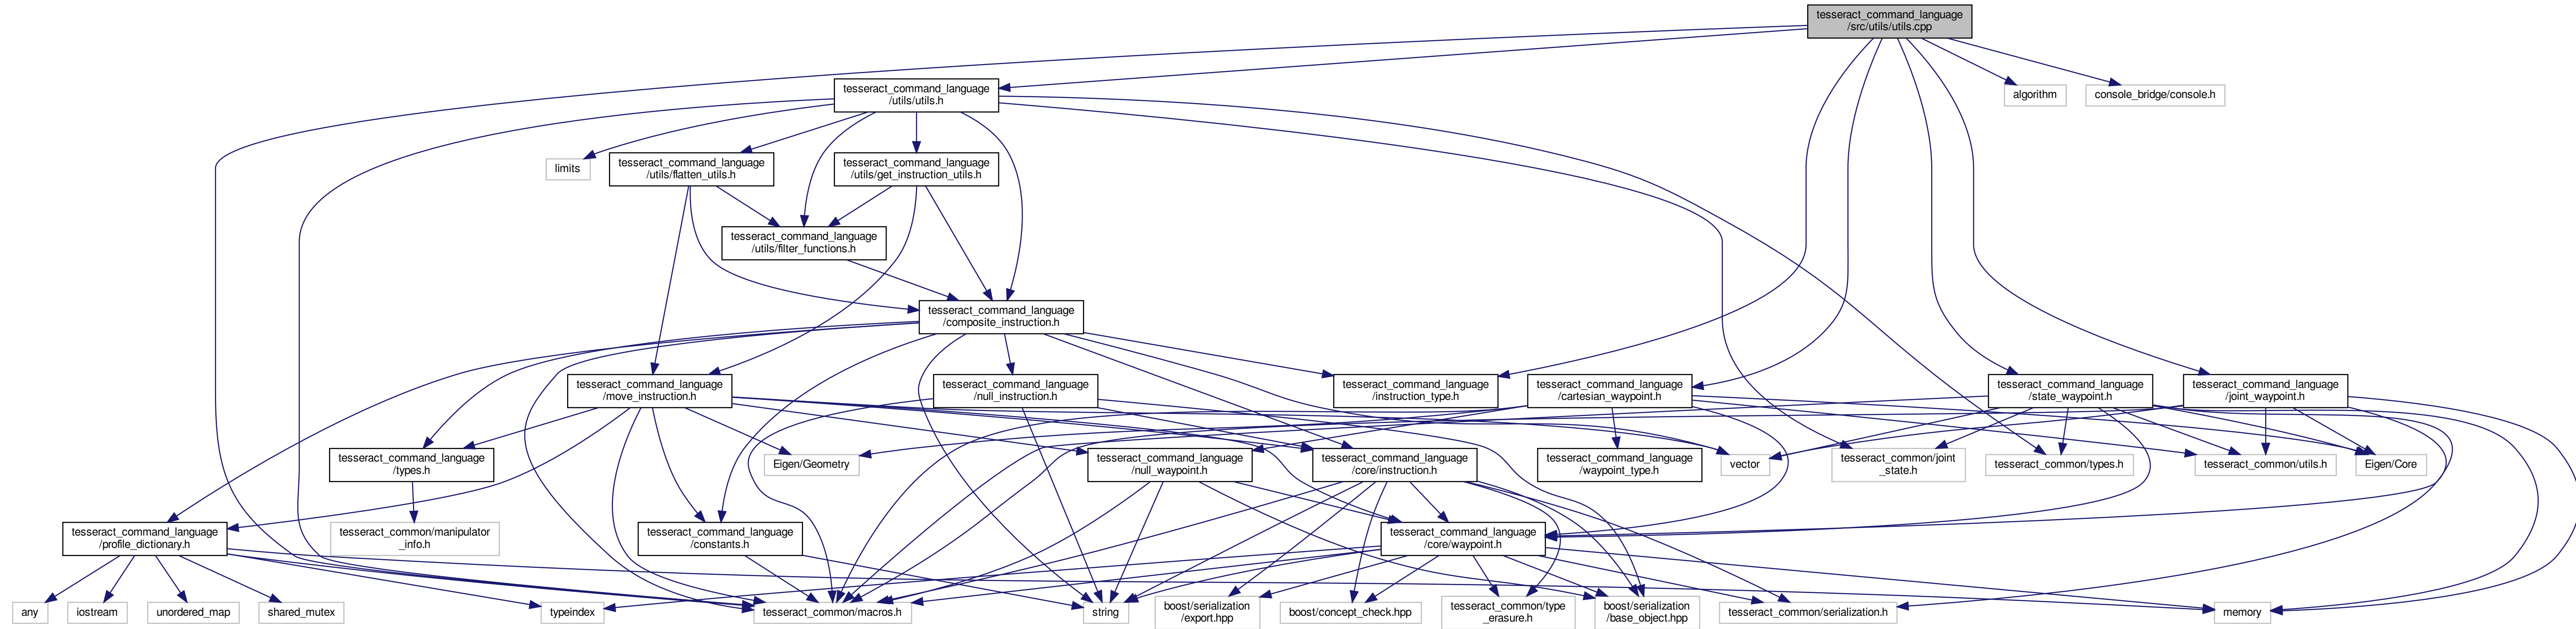 tesseract_command_language
/src/utils/utils.cpp
tesseract_command_language
/utils/utils.h
algorithm
console_bridge/console.h
limits
tesseract_command_language
/utils/flatten_utils.h
tesseract_command_language
/utils/get_instruction_utils.h
tesseract_command_language
/utils/filter_functions.h
tesseract_command_language
/composite_instruction.h
tesseract_command_language
/move_instruction.h
tesseract_command_language
/null_instruction.h
tesseract_command_language
/instruction_type.h
tesseract_command_language
/cartesian_waypoint.h
tesseract_command_language
/state_waypoint.h
tesseract_command_language
/joint_waypoint.h
tesseract_command_language
/types.h
Eigen/Geometry
tesseract_command_language
/null_waypoint.h
tesseract_command_language
/core/instruction.h
tesseract_command_language
/waypoint_type.h
vector
tesseract_common/joint
_state.h
tesseract_common/types.h
tesseract_common/utils.h
Eigen/Core
tesseract_command_language
/profile_dictionary.h
tesseract_common/manipulator
_info.h
tesseract_command_language
/constants.h
tesseract_command_language
/core/waypoint.h
any
iostream
unordered_map
shared_mutex
typeindex
tesseract_common/macros.h
string
boost/serialization
/export.hpp
boost/concept_check.hpp
tesseract_common/type
_erasure.h
boost/serialization
/base_object.hpp
tesseract_common/serialization.h
memory